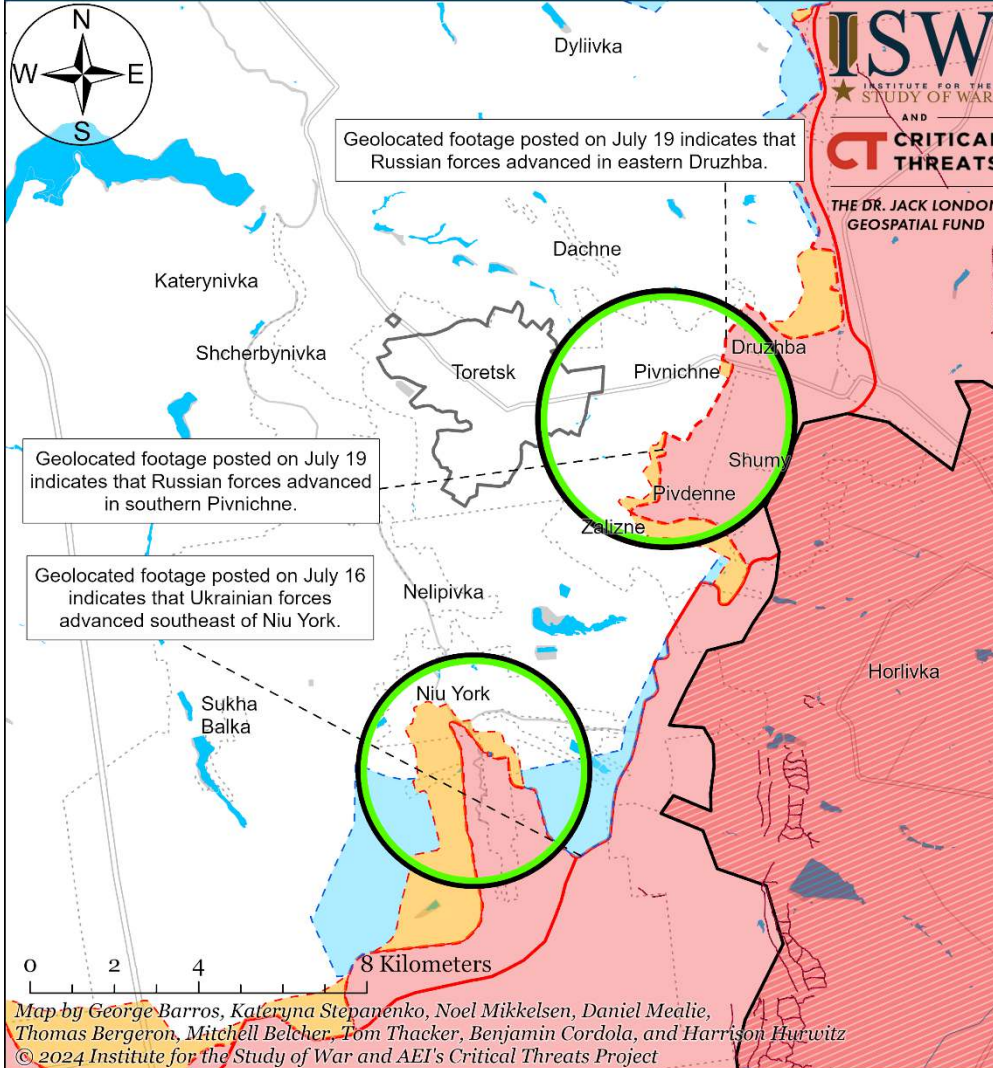 N
W
E
S
Dyliivka
ISW
INSTITUTE FOR THE
STUDY OF WAR
AND
CT CRITICAL
THREATS
THE DR. JACK LONDON
GEOSPATIAL FUND
Geolocated footage posted on July 19 indicates that
Russian forces advanced in eastern Druzhba.
Dachne
Katerynivka
Shcherbynivka
Druzhba
Toretsk
Pivnichne
Geolocated footage posted on July 19
indicates that Russian forces advanced
in southern Pivnichne.
Shumy
Pivdenne
Zalizne
Geolocated footage posted on July 16
indicates that Ukrainian forces
advanced southeast of Niu York.
Nelipivka
Horlivka
Niu York
Sukha
Balka
0 2 4 8 Kilometers
Map by George Barros, Kateryna Stepanenko, Noel Mikkelsen, Daniel Mealie,
Thomas Bergeron, Mitchell Belcher, Tom Thacker, Benjamin Cordola, and Harrison Hurwitz
© 2024 Institute for the Study of War and AEI's Critical Threats Project